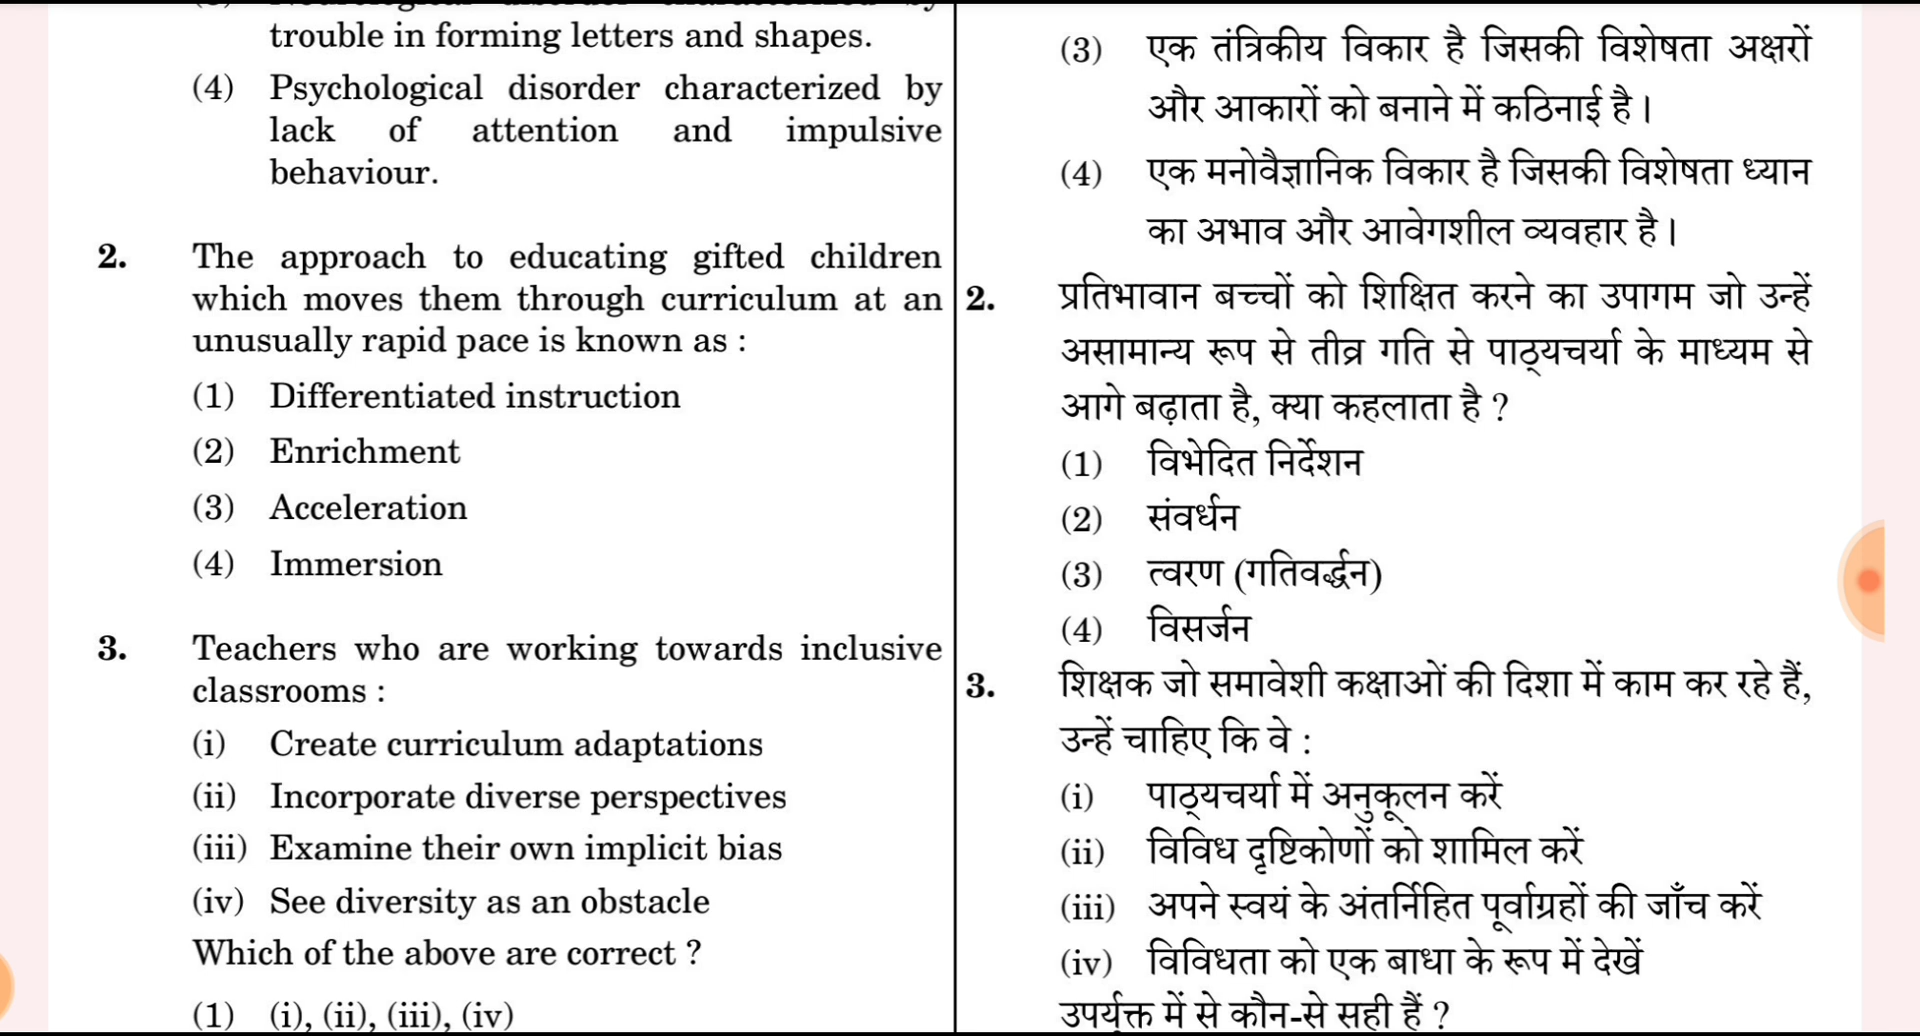 trouble in forming letters and shapes.
(4) Psychological disorder characterized by
lack of attention and impulsive
behaviour.
2. The approach to educating gifted children
which moves them through curriculum at an
unusually rapid pace is known as :
(1) Differentiated instruction
(2) Enrichment
(3) Acceleration
(4) Immersion
3. Teachers who are working towards inclusive
classrooms :
(i) Create curriculum adaptations
(ii) Incorporate diverse perspectives
(iii) Examine their own implicit bias
(iv) See diversity as an obstacle
Which of the above are correct ?
(1) (i), (ii), (iii), (iv)
(3) एक तंत्रिकीय विकार है जिसकी विशेषता अक्षरों
और आकारों को बनाने में कठिनाई है।
(4) एक मनोवैज्ञानिक विकार है जिसकी विशेषता ध्यान
का अभाव और आवेगशील व्यवहार है।
2. प्रतिभावान बच्चों को शिक्षित करने का उपागम जो उन्हें
असामान्य रूप से तीव्र गति से पाठ्यचर्या के माध्यम से
आगे बढ़ाता है, क्या कहलाता है ?
(1) विभेदित निर्देशन
(2) संवर्धन
(3) त्वरण (गतिवर्द्धन)
(4) विसर्जन
3. शिक्षक जो समावेशी कक्षाओं की दिशा में काम कर रहे हैं,
उन्हें चाहिए कि वे :
(i) पाठ्यचर्या में अनुकूलन करें
(ii) विविध दृष्टिकोणों को शामिल करें
(iii) अपने स्वयं के अंतर्निहित पूर्वाग्रहों की जाँच करें
(iv) विविधता को एक बाधा के रूप में देखें
उपर्युक्त में से कौन-से सही हैं ?